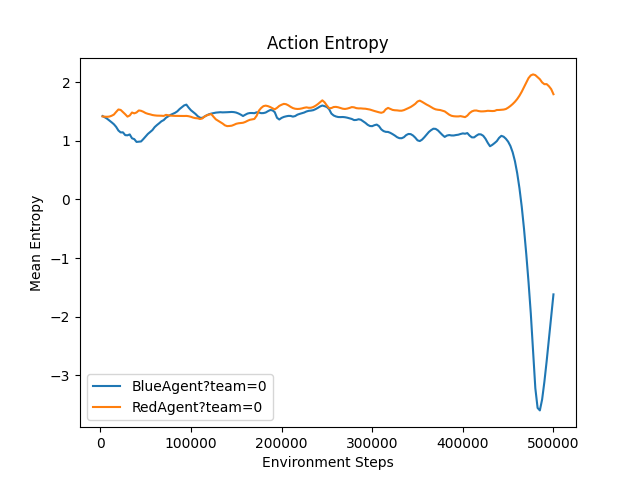 Action Entropy
Mean Entropy
2
1
0
−1
−2
−3
BlueAgent?team=0
RedAgent?team=0
0 100000 200000 300000 400000 500000
Environment Steps